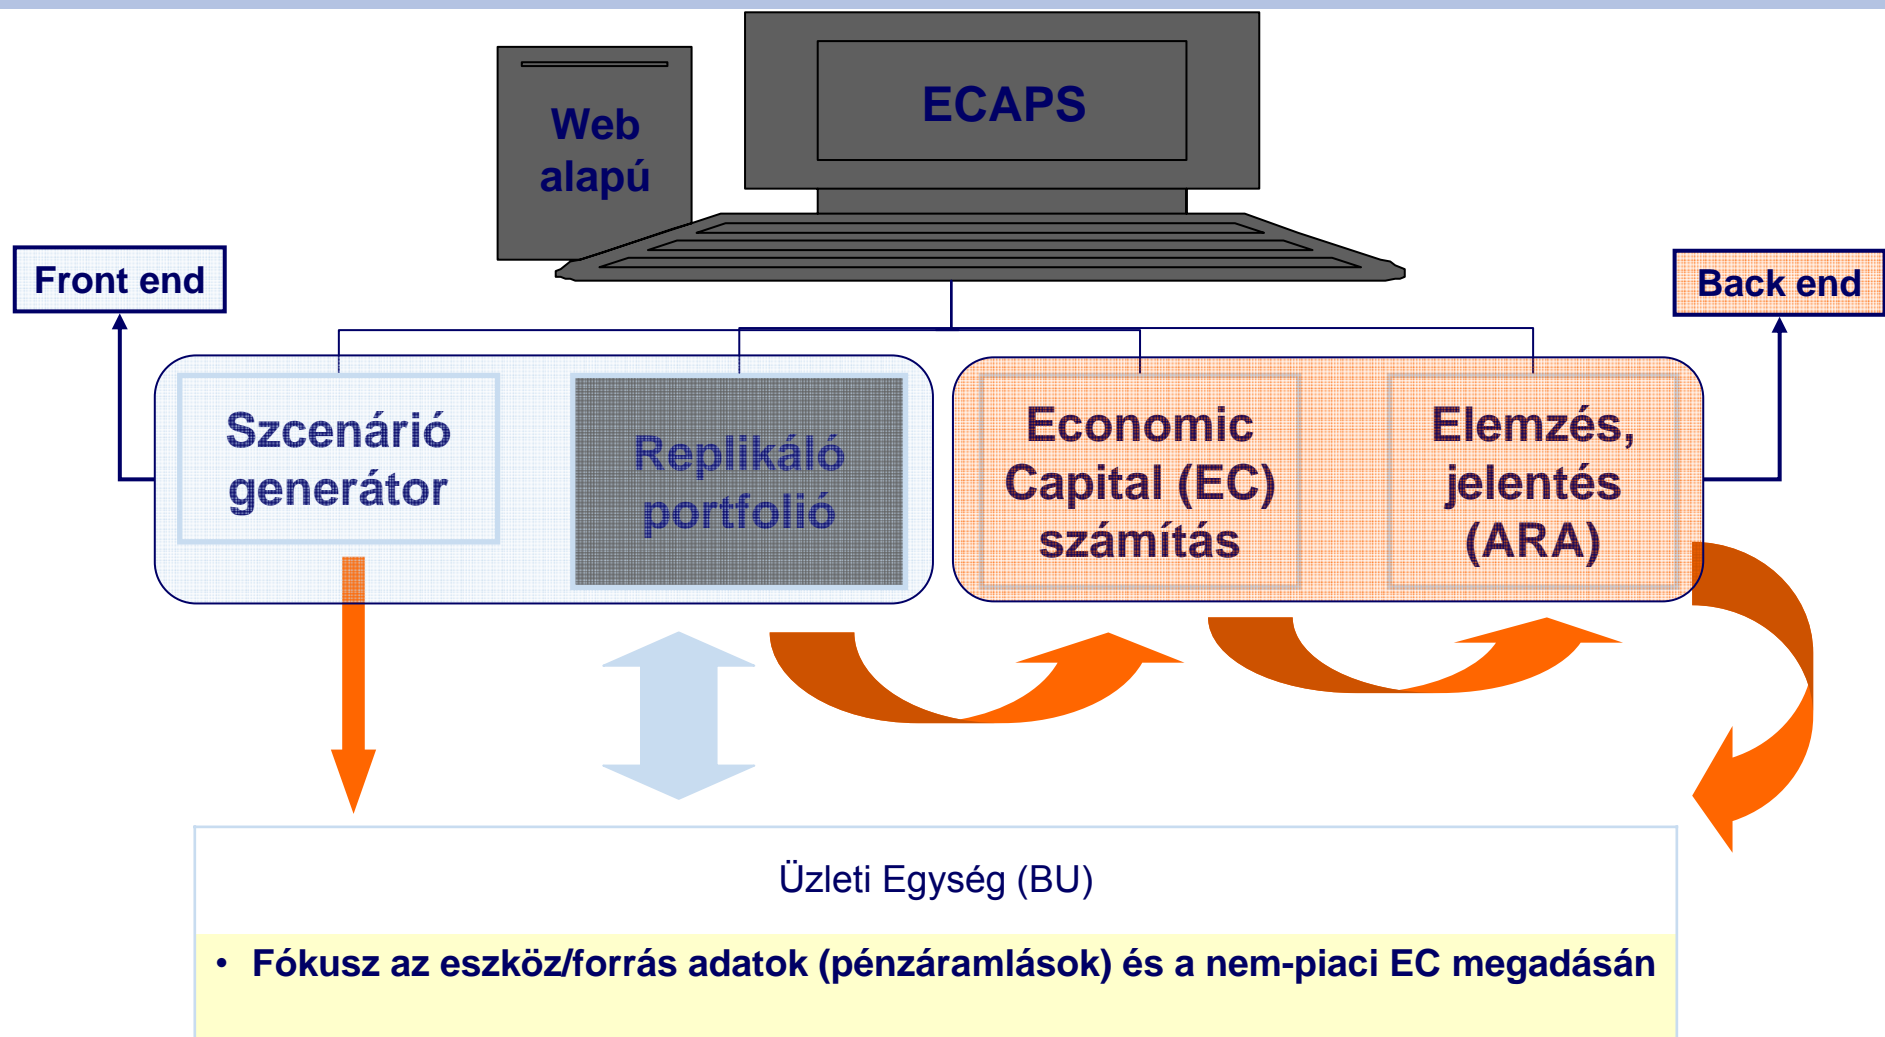 Web
alapú
ECAPS
Front end
Back end
Szcenárió
generátor
Replikáló
portfolió
Economic
Capital (EC)
számítás
Elemzés,
jelentés
(ARA)
Üzleti Egység (BU)
• Fókusz az eszköz/forrás adatok (pénzáramlások) és a nem-piaci EC megadásán